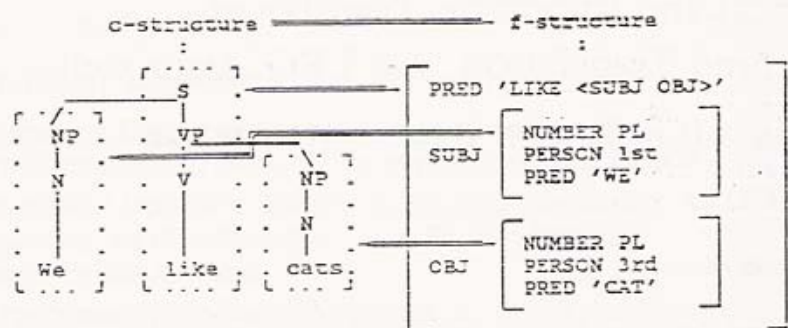 c-structure f-structure
: :
S PRED 'LIKE <SUBJ OBJ>'
NP VP NUMBER PL
SUBJ PERSON 1st
N V NP PRED 'WE'
N NUMBER PL
We like cats OBJ PERSON 3rd
PRED 'CAT'